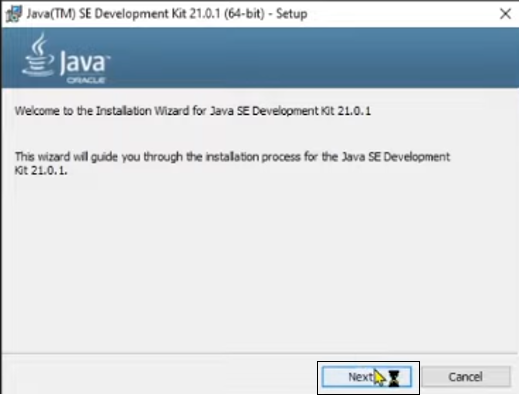 Java(TM) SE Development Kit 21.0.1 (64-bit) - Setup
Java
ORACLE
Welcome to the Installation Wizard for Java SE Development Kit 21.0.1
This wizard will guide you through the installation process for the Java SE Development
Kit 21.0.1.
Next
Cancel